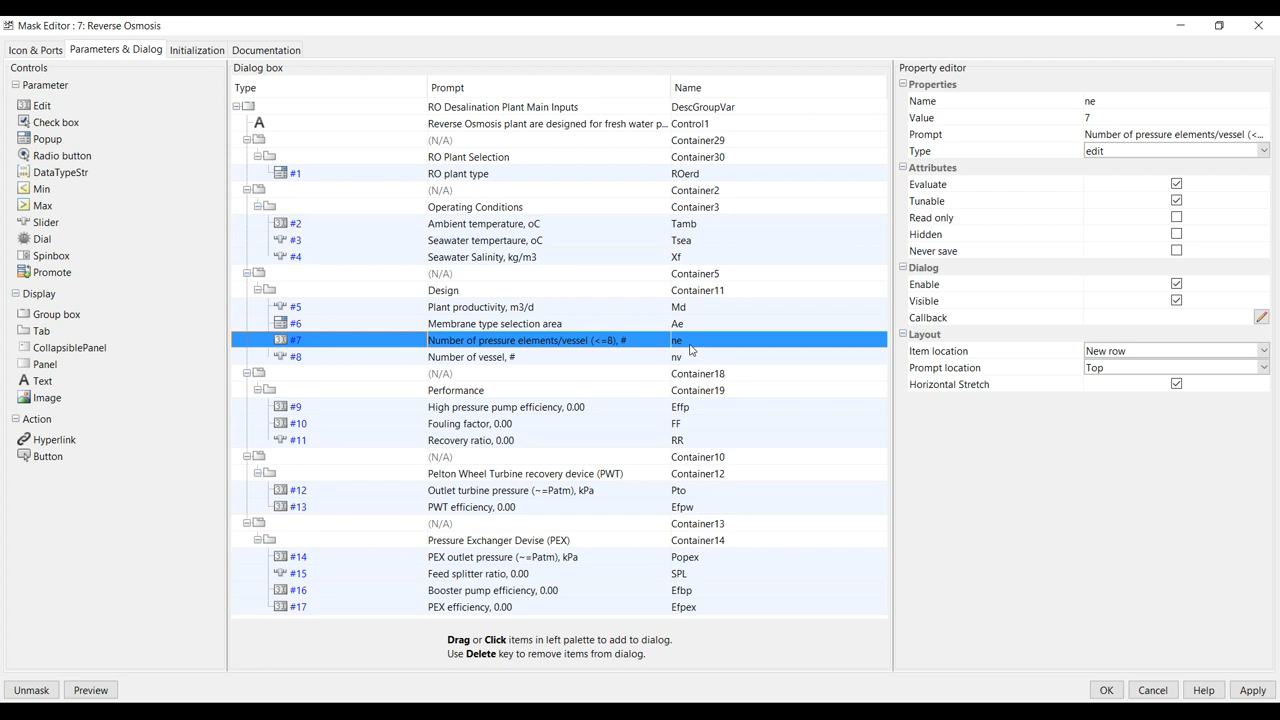 Mask Editor : 7: Reverse Osmosis
Icon & Ports Parameters & Dialog Initialization Documentation
Controls
Parameter
Edit
Check box
Popup
Radio button
DataTypeStr
Min
Max
Slider
Dial
Spinbox
Promote
Display
Group box
Tab
CollapsiblePanel
Panel
Text
Image
Action
Hyperlink
Button
Dialog box
Type Prompt Name
RO Desalination Plant Main Inputs DescGroupVar
A Reverse Osmosis plant are designed for fresh water p... Control1
(N/A) Container29
RO Plant Selection Container30
#1 RO plant type ROerd
(N/A) Container2
Operating Conditions Container3
#2 Ambient temperature, oC Tamb
#3 Seawater tempertaure, oC Tsea
#4 Seawater Salinity, kg/m3 Xf
(N/A) Container5
Design Container11
#5 Plant productivity, m3/d Md
#6 Membrane type selection area Ae
#7 Number of pressure elements/vessel (<=8), # ne
#8 Number of vessel, # nv
(N/A) Container18
Performance Container19
#9 High pressure pump efficiency, 0.00 Effp
#10 Fouling factor, 0.00 FF
#11 Recovery ratio, 0.00 RR
(N/A) Container10
Pelton Wheel Turbine recovery device (PWT) Container12
#12 Outlet turbine pressure (~=Patm), kPa Pto
#13 PWT efficiency, 0.00 Efpw
(N/A) Container13
Pressure Exchanger Devise (PEX) Container14
#14 PEX outlet pressure (~=Patm), kPa Popex
#15 Feed splitter ratio, 0.00 SPL
#16 Booster pump efficiency, 0.00 Efbp
#17 PEX efficiency, 0.00 Efpex
Drag or Click items in left palette to add to dialog.
Use Delete key to remove items from dialog.
Property editor
Properties
Name ne
Value 7
Prompt Number of pressure elements/vessel (<...
Type edit
Attributes
Evaluate
Tunable
Read only
Hidden
Never save
Dialog
Enable
Visible
Callback
Layout
Item location New row
Prompt location Top
Horizontal Stretch
Unmask Preview OK Cancel Help Apply